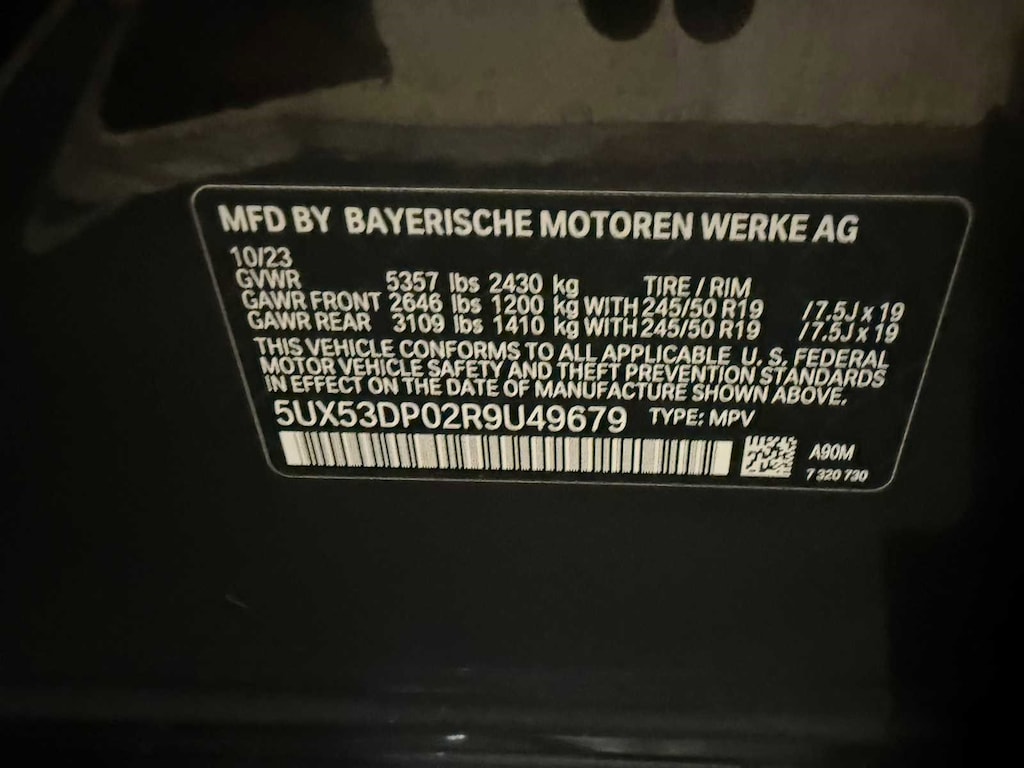 MFD BY BAYERISCHE MOTOREN WERKE AG
10/23
GVWR 5357 lbs 2430 kg TIRE / RIM
GAWR FRONT 2646 lbs 1200 kg WITH 245/50 R19 /7.5J x 19
GAWR REAR 3109 lbs 1410 kg WITH 245/50 R19 /7.5J x 19
THIS VEHICLE CONFORMS TO ALL APPLICABLE U. S. FEDERAL
MOTOR VEHICLE SAFETY AND THEFT PREVENTION STANDARDS
IN EFFECT ON THE DATE OF MANUFACTURE SHOWN ABOVE.
5UX53DP02R9U49679 TYPE: MPV
A90M
7 320 730